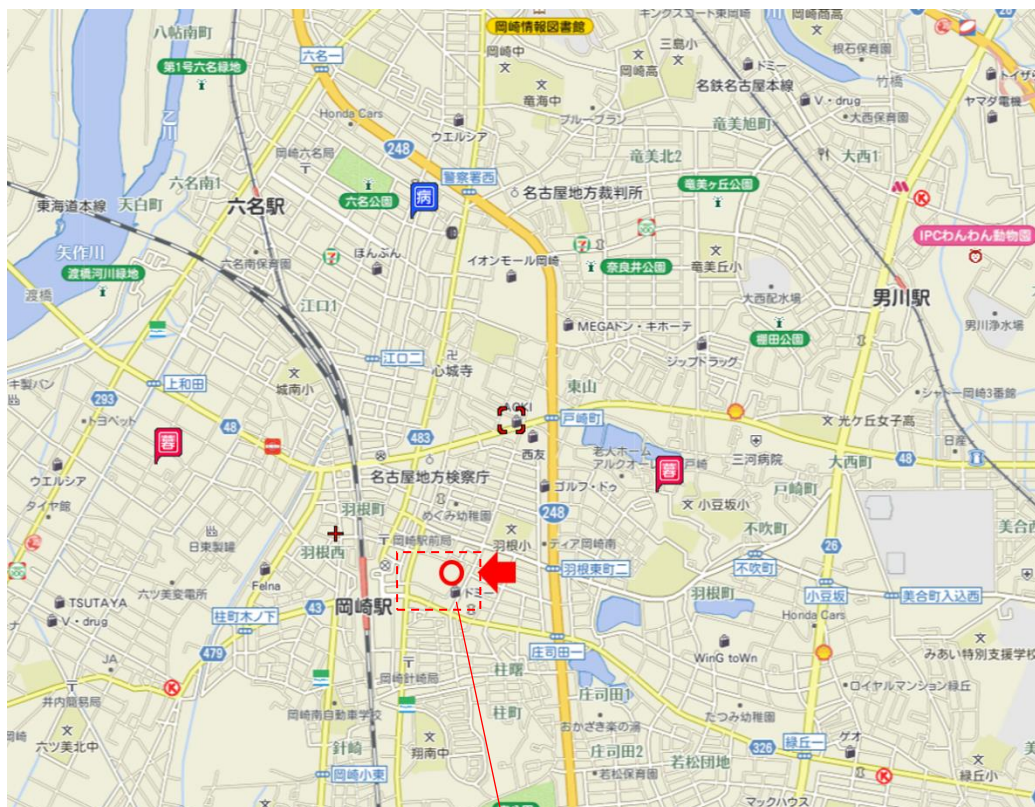 八帖南町
岡崎情報図書館
キングスコート東岡崎
岡崎商高
六名一
岡崎中
三島小
根石保育園
第1号六名緑地
岡崎高
ドミー
竹橋
トイザ
乙川
竜海中
名鉄名古屋本線
V・drug
ヤマダ電機
Honda Cars
ウエルシア
ブループラン
竜美旭町
大西保育園
岡崎六名局
248
竜美北2
大西1
六名南1
病
警察署西
名古屋地方裁判所
竜美ヶ丘公園
東海道本線
天白町
六名駅
六名公園
IPCわんわん動物園
矢作川
六名南保育園
ほんぶん
イオンモール岡崎
奈良井公園
竜美丘小
渡橋河川緑地
大西配水場
男川駅
渡橋
江口1
MEGAドン・キホーテ
棚田公園
男川浄水場
江口二
心城寺
ジップドラッグ
キ製パン
上和田
城南小
東山
シャトー岡崎3番館
293
トヨペット
AOKI
戸崎町
光ケ丘女子高
48
483
西友
老人ホーム
アルクオー
戸崎
三河病院
日産
墓
名古屋地方検察庁
大西町
48
ウエルシア
ゴルフ・ドゥ
墓
戸崎町
タイヤ館
羽根町
めぐみ幼稚園
248
小豆坂小
不吹町
美合
日東製罐
羽根西
岡崎駅前局
羽根小
ティア岡崎南
26
Felna
羽根東町二
不吹町
六ツ美変電所
羽根町
小豆坂
美合町入込西
TSUTAYA
岡崎駅
ドミー
V・drug
柱町木ノ下
43
Honda Cars
庄司田一
WinG toWn
みあい特別支援学校
JA
479
岡崎針崎局
柱曙
井内簡易局
庄司田1
ロイヤルマンション緑丘
岡崎南自動車学校
柱町
おかざき楽の湯
たつみ幼稚園
岡崎
六ツ美北中
針崎
翔南中
庄司田2
326
緑丘一
ゲオ
岡崎小東
若松保育園
若松団地
緑丘小
マックハウス